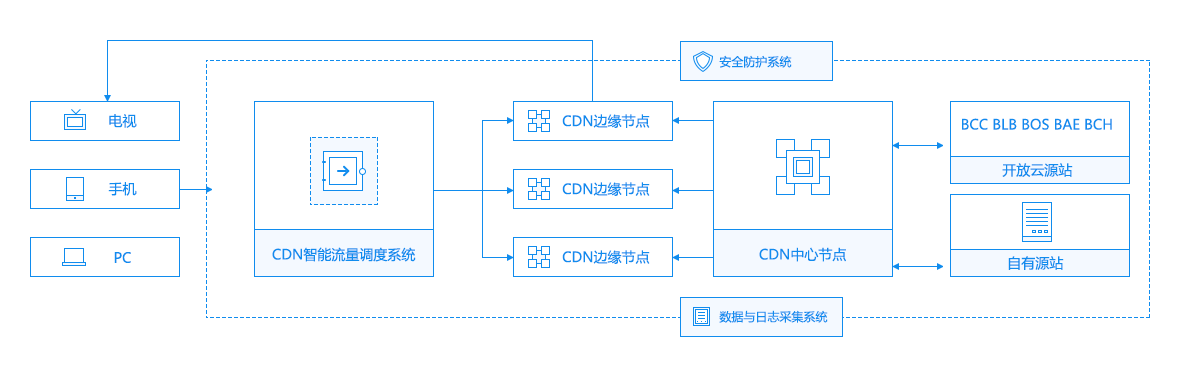 安全防护系统
电视
手机
PC
CDN智能流量调度系统
CDN边缘节点
CDN边缘节点
CDN边缘节点
CDN中心节点
BCC BLB BOS BAE BCH
开放云源站
自有源站
数据与日志采集系统